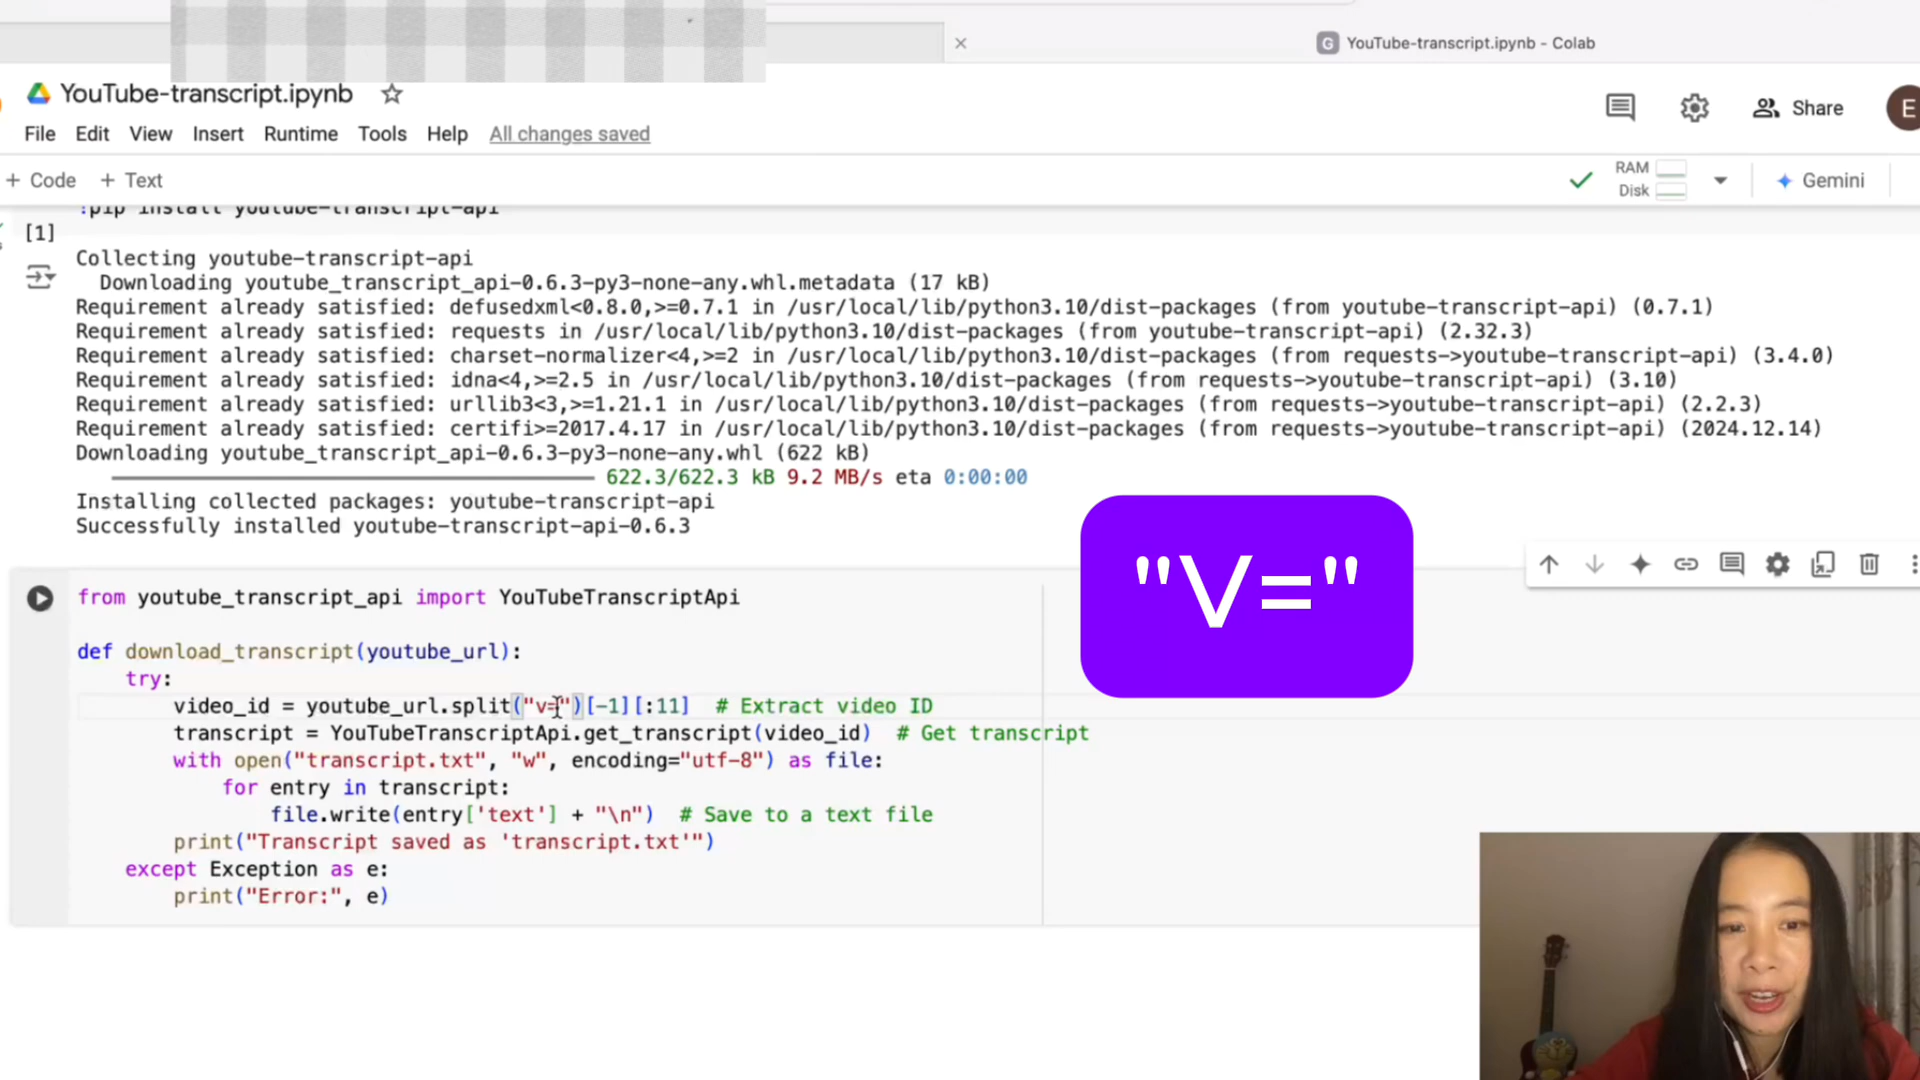 YouTube-transcript.ipynb - Colab
YouTube-transcript.ipynb
E
File Edit View Insert Runtime Tools Help All changes saved
Share
+ Code + Text
RAM
Disk
Gemini
!pip install youtube-transcript-api
[1]
Collecting youtube-transcript-api
Downloading youtube_transcript_api-0.6.3-py3-none-any.whl.metadata (17 kB)
Requirement already satisfied: defusedxml<0.8.0,>=0.7.1 in /usr/local/lib/python3.10/dist-packages (from youtube-transcript-api) (0.7.1)
Requirement already satisfied: requests in /usr/local/lib/python3.10/dist-packages (from youtube-transcript-api) (2.32.3)
Requirement already satisfied: charset-normalizer<4,>=2 in /usr/local/lib/python3.10/dist-packages (from requests->youtube-transcript-api) (3.4.0)
Requirement already satisfied: idna<4,>=2.5 in /usr/local/lib/python3.10/dist-packages (from requests->youtube-transcript-api) (3.10)
Requirement already satisfied: urllib3<3,>=1.21.1 in /usr/local/lib/python3.10/dist-packages (from requests->youtube-transcript-api) (2.2.3)
Requirement already satisfied: certifi>=2017.4.17 in /usr/local/lib/python3.10/dist-packages (from requests->youtube-transcript-api) (2024.12.14)
Downloading youtube_transcript_api-0.6.3-py3-none-any.whl (622 kB)
622.3/622.3 kB 9.2 MB/s eta 0:00:00
Installing collected packages: youtube-transcript-api
Successfully installed youtube-transcript-api-0.6.3
"V="
from youtube_transcript_api import YouTubeTranscriptApi
def download_transcript(youtube_url):
try:
video_id = youtube_url.split("v=")[-1][:11]  # Extract video ID
transcript = YouTubeTranscriptApi.get_transcript(video_id)  # Get transcript
with open("transcript.txt", "w", encoding="utf-8") as file:
for entry in transcript:
file.write(entry['text'] + "\n")  # Save to a text file
print("Transcript saved as 'transcript.txt'")
except Exception as e:
print("Error:", e)